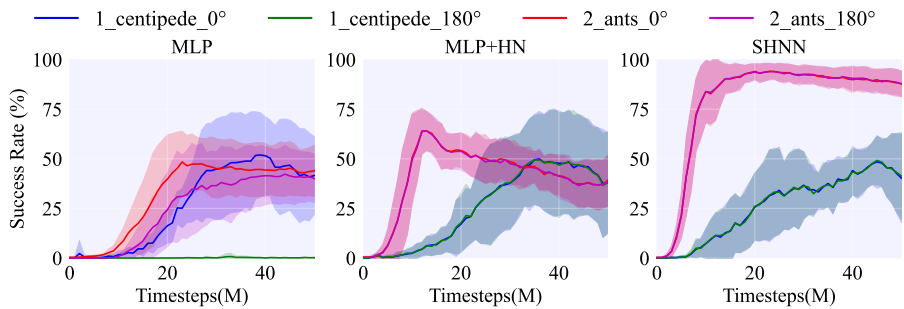 1_centipede_0° 1_centipede_180° 2_ants_0° 2_ants_180°
MLP MLP+HN SHNN
Success Rate (%)
100 100 100
75 75 75
50 50 50
25 25 25
0 0 0
0 20 40 0 20 40 0 20 40
Timesteps(M) Timesteps(M) Timesteps(M)